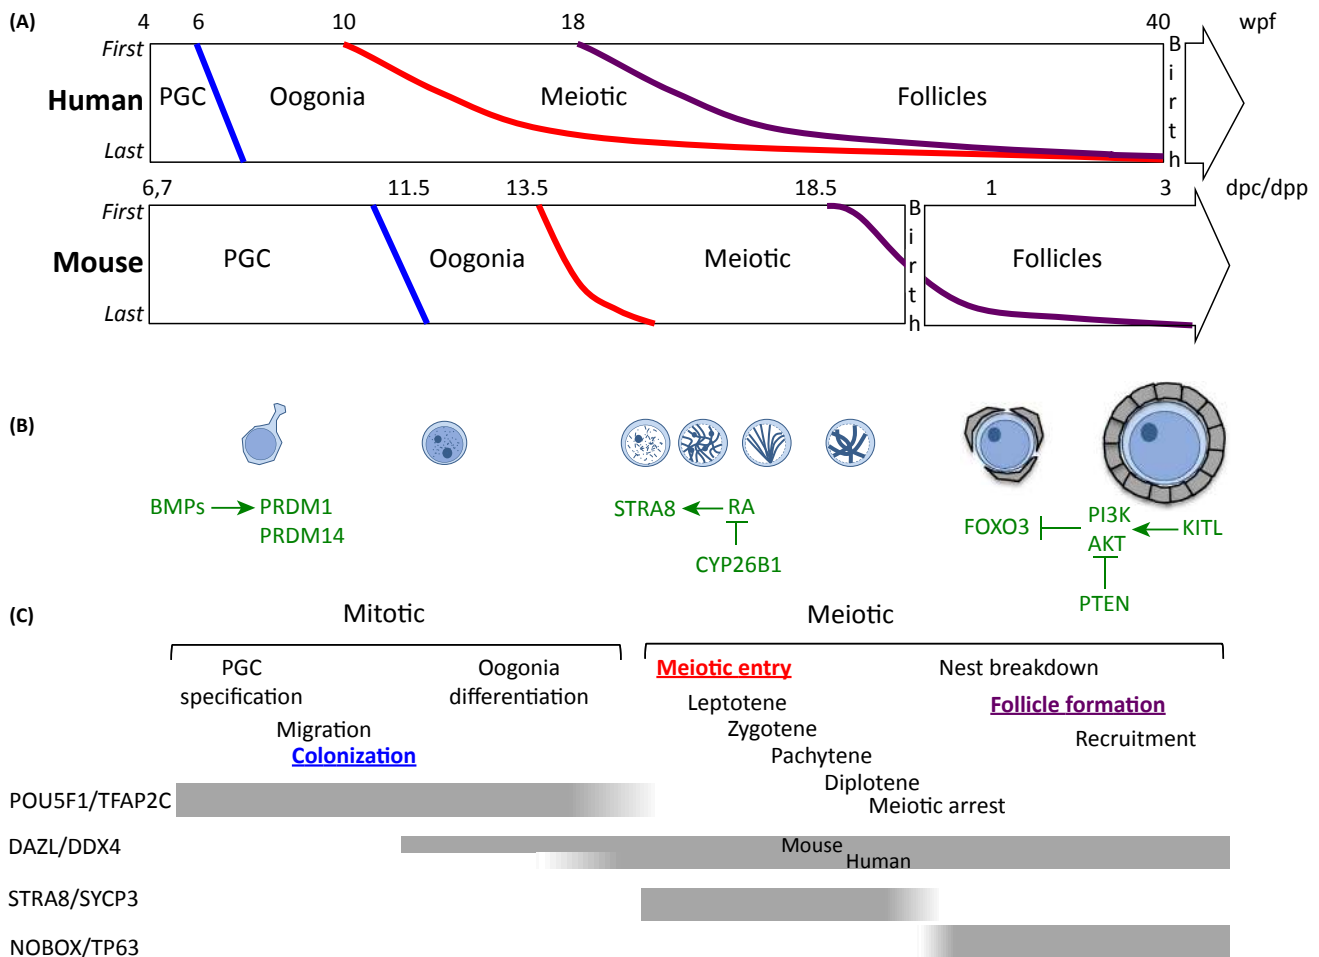 (A)
4 6 10 18 40 wpf
First
Human PGC Oogonia Meiotic Follicles
Last
Birth
6,7 11.5 13.5 18.5 1 3 dpc/dpp
First
Mouse PGC Oogonia Meiotic Follicles
Last
Birth
(B)
BMPs PRDM1
PRDM14
STRA8 RA
CYP26B1
FOXO3 PI3K KITL
AKT
PTEN
(C)
Mitotic Meiotic
PGC
specification
Oogonia
differentiation
Migration
Colonization
Meiotic entry
Leptotene
Zygotene
Pachytene
Diplotene
Meiotic arrest
Nest breakdown
Follicle formation
Recruitment
POU5F1/TFAP2C
DAZL/DDX4 Mouse
Human
STRA8/SYCP3
NOBOX/TP63